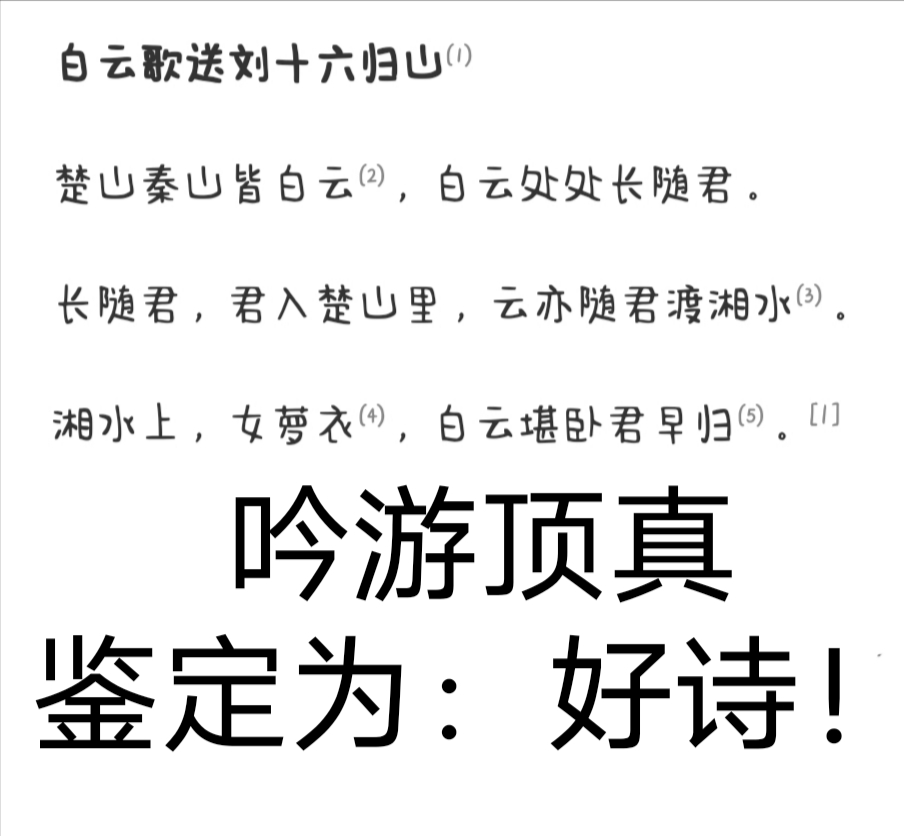 白云歌送刘十六归山(1)
楚山秦山皆白云(2)，白云处处长随君。
长随君，君入楚山里，云亦随君渡湘水(3)。
湘水上，女萝衣(4)，白云堪卧君早归(5)。[1]
吟游顶真
鉴定为：好诗！